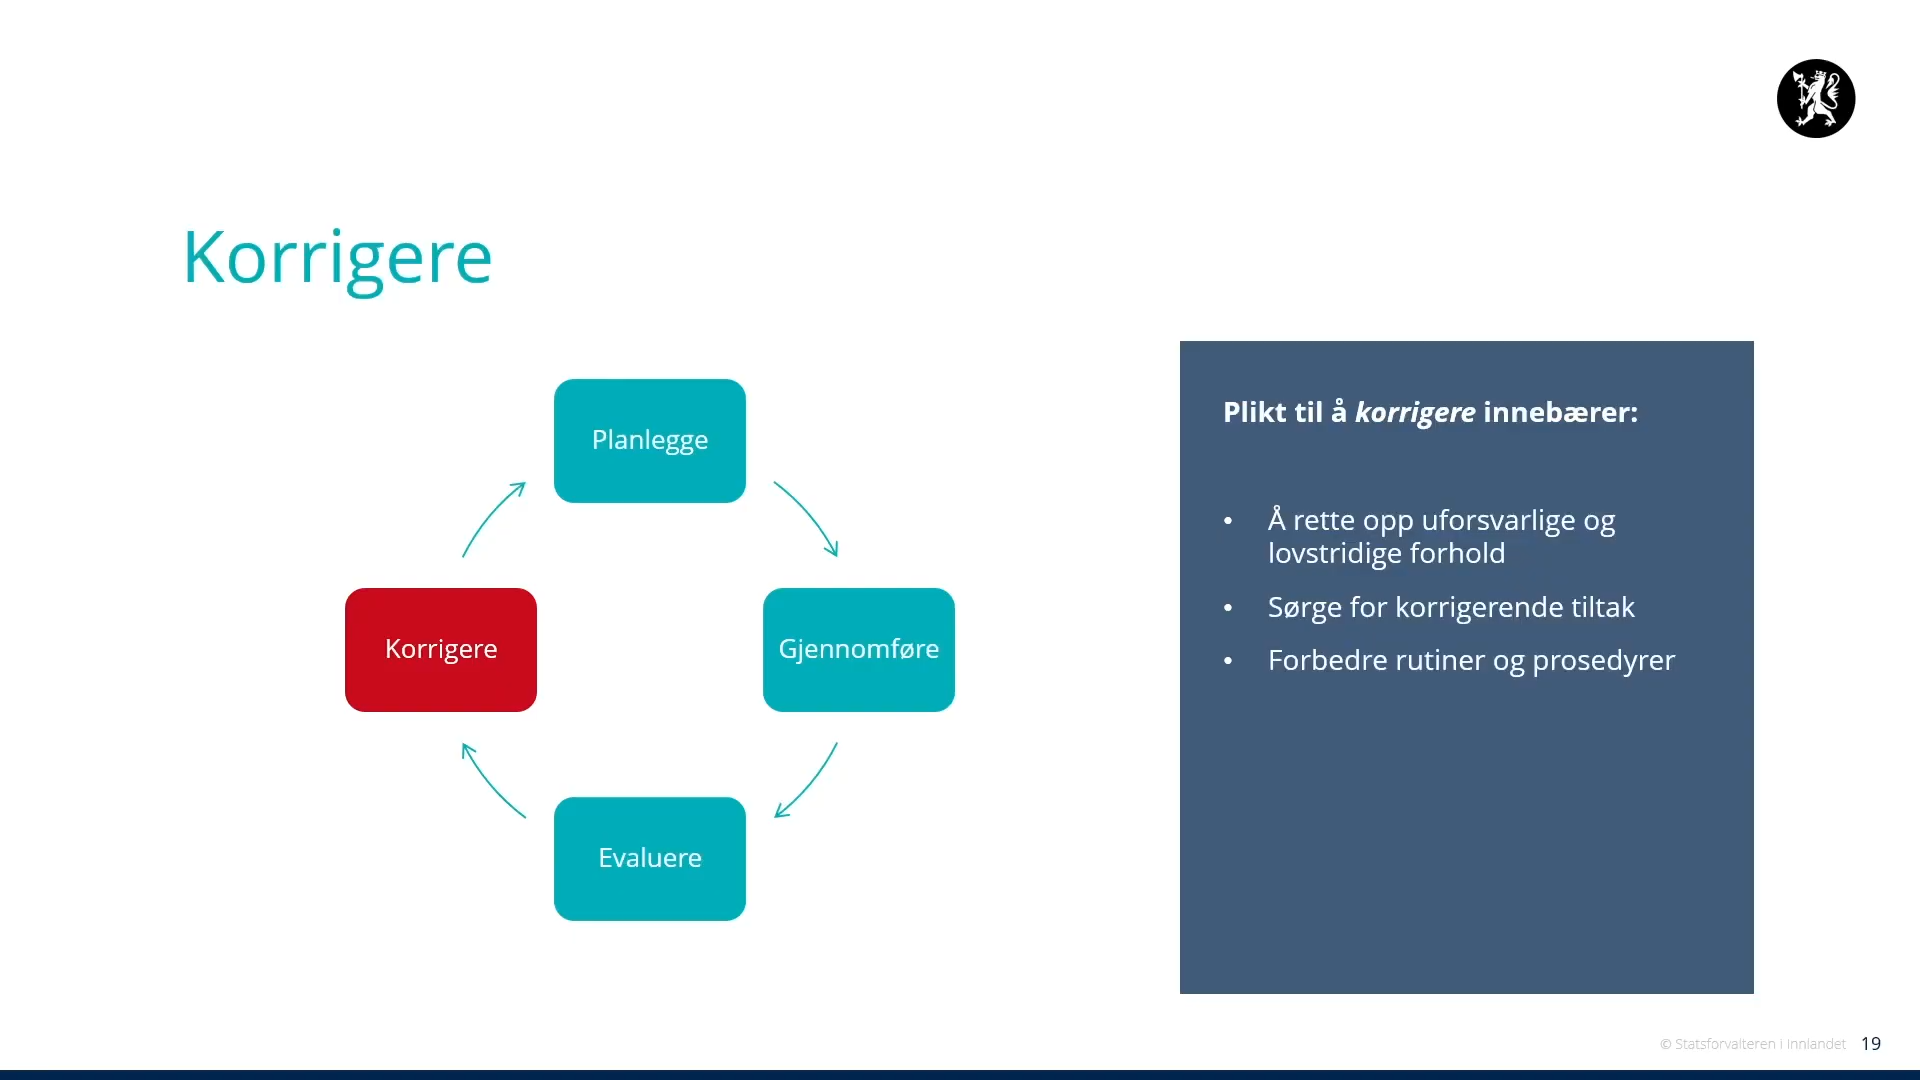 Korrigere
Planlegge
Korrigere
Gjennomføre
Evaluere
Plikt til å korrigere innebærer:
• Å rette opp uforsvarlige og
lovstridige forhold
• Sørge for korrigerende tiltak
• Forbedre rutiner og prosedyrer
© Statsforvalteren i Innlandet 19